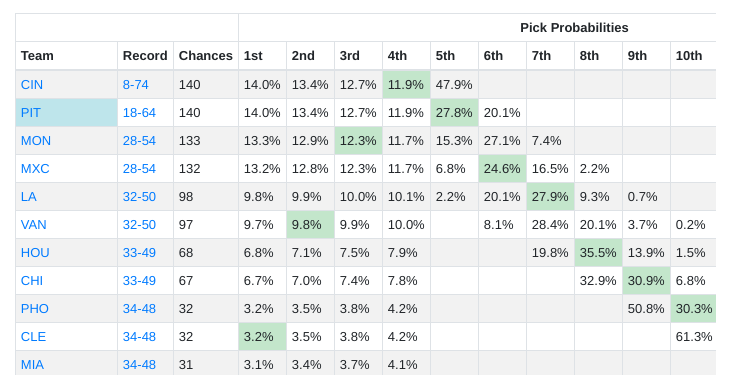 Pick Probabilities
Team Record Chances 1st 2nd 3rd 4th 5th 6th 7th 8th 9th 10th
CIN 8-74 140 14.0% 13.4% 12.7% 11.9% 47.9%
PIT 18-64 140 14.0% 13.4% 12.7% 11.9% 27.8% 20.1%
MON 28-54 133 13.3% 12.9% 12.3% 11.7% 15.3% 27.1% 7.4%
MXC 28-54 132 13.2% 12.8% 12.3% 11.7% 6.8% 24.6% 16.5% 2.2%
LA 32-50 98 9.8% 9.9% 10.0% 10.1% 2.2% 20.1% 27.9% 9.3% 0.7%
VAN 32-50 97 9.7% 9.8% 9.9% 10.0% 8.1% 28.4% 20.1% 3.7% 0.2%
HOU 33-49 68 6.8% 7.1% 7.5% 7.9% 19.8% 35.5% 13.9% 1.5%
CHI 33-49 67 6.7% 7.0% 7.4% 7.8% 32.9% 30.9% 6.8%
PHO 34-48 32 3.2% 3.5% 3.8% 4.2% 50.8% 30.3%
CLE 34-48 32 3.2% 3.5% 3.8% 4.2% 61.3%
MIA 34-48 31 3.1% 3.4% 3.7% 4.1%